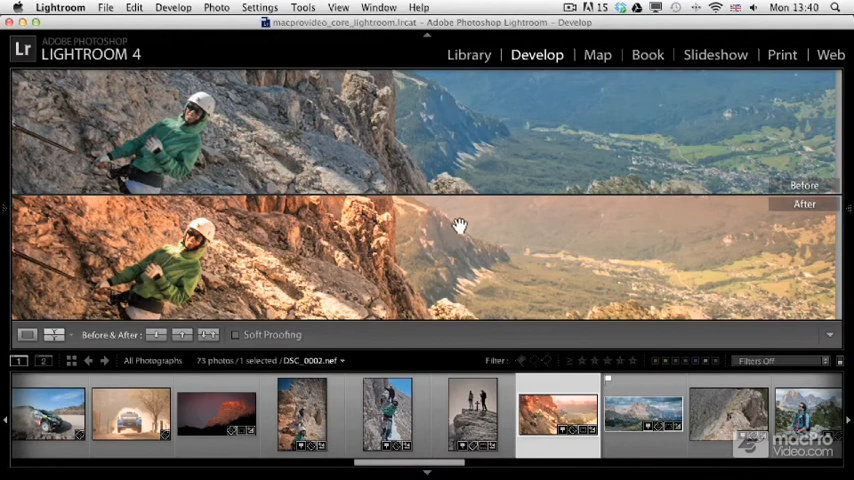 Lightroom File Edit Develop Photo Settings Tools View Window Help 15 Mon 13:40
macprovideo_core_lightroom.lrcat - Adobe Photoshop Lightroom - Develop
Lr ADOBE PHOTOSHOP
LIGHTROOM 4
Library | Develop | Map | Book | Slideshow | Print | Web
Before
After
Before & After : Soft Proofing
1 2 All Photographs 73 photos / 1 selected / DSC_0002.nef Filter : Filters Off
macPro
Video.com